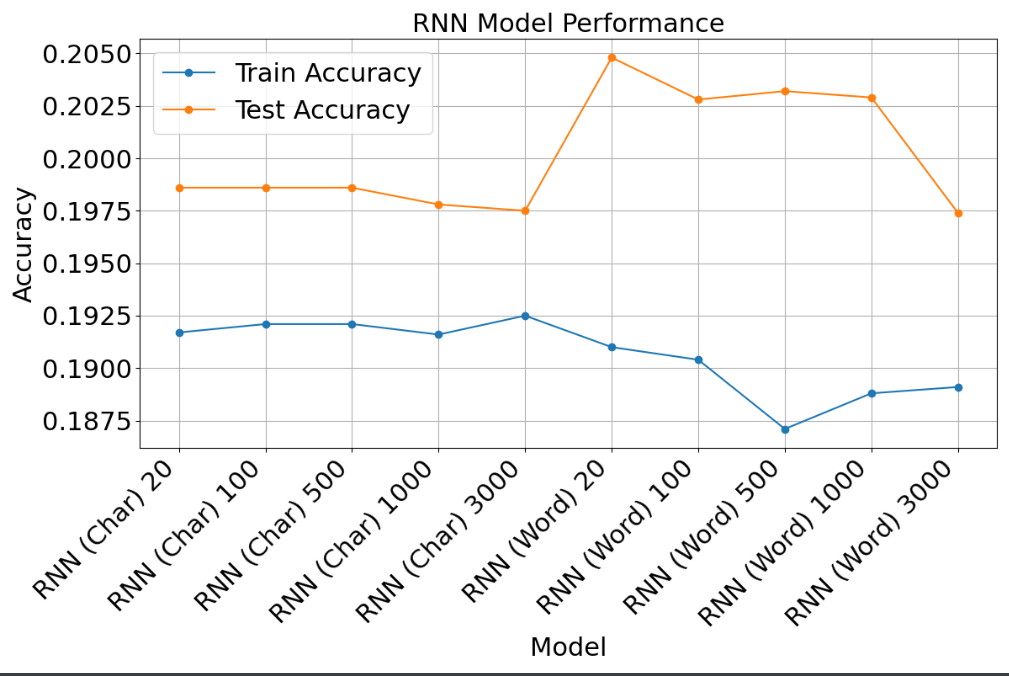 RNN Model Performance
Train Accuracy
Test Accuracy
Accuracy
0.2050
0.2025
0.2000
0.1975
0.1950
0.1925
0.1900
0.1875
RNN (Char) 20
RNN (Char) 100
RNN (Char) 500
RNN (Char) 1000
RNN (Char) 3000
RNN (Word) 20
RNN (Word) 100
RNN (Word) 500
RNN (Word) 1000
RNN (Word) 3000
Model